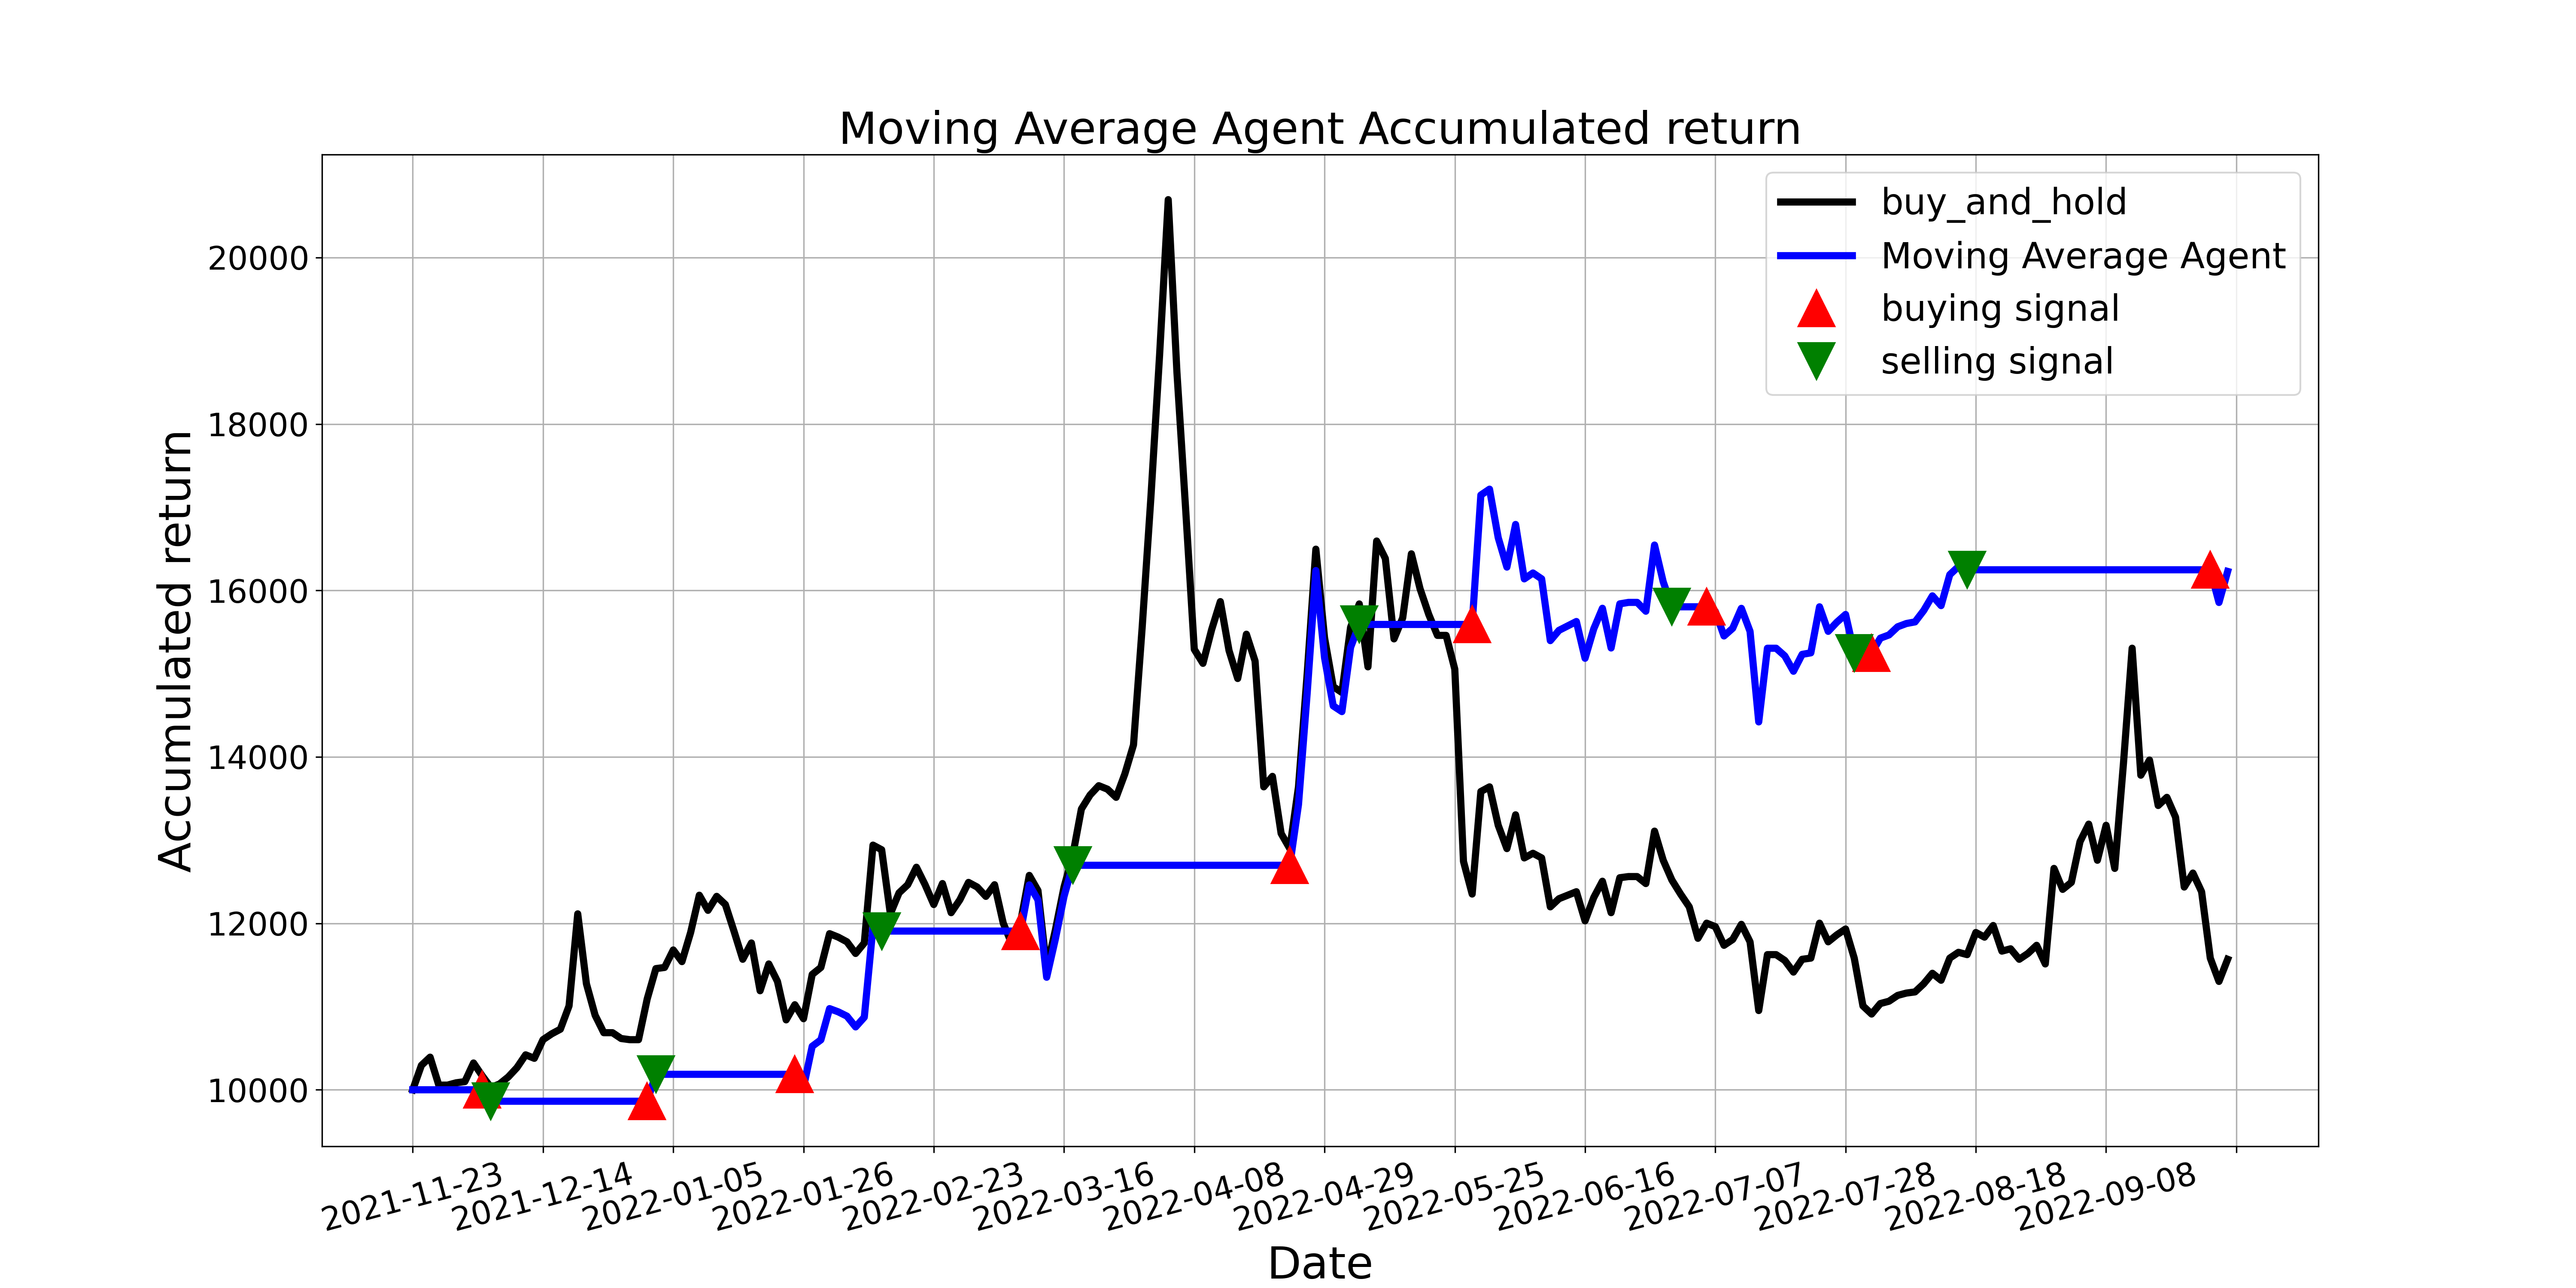 Moving Average Agent Accumulated return
buy_and_hold
Moving Average Agent
buying signal
selling signal
Accumulated return
20000
18000
16000
14000
12000
10000
2021-11-23
2021-12-14
2022-01-05
2022-01-26
2022-02-23
2022-03-16
2022-04-08
2022-04-29
2022-05-25
2022-06-16
2022-07-07
2022-07-28
2022-08-18
2022-09-08
Date